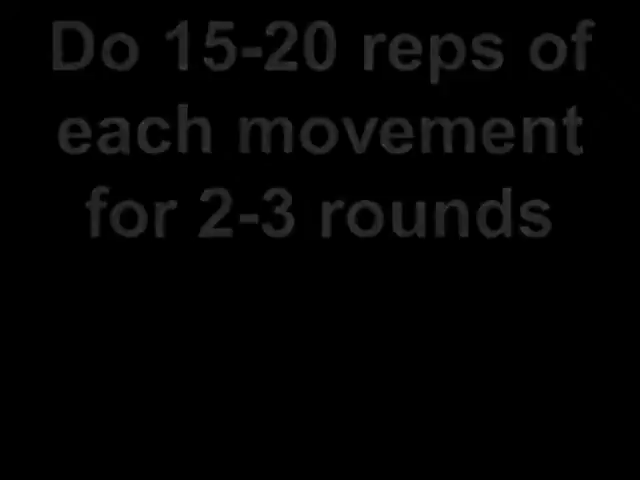 Do 15-20 reps of
each movement
for 2-3 rounds